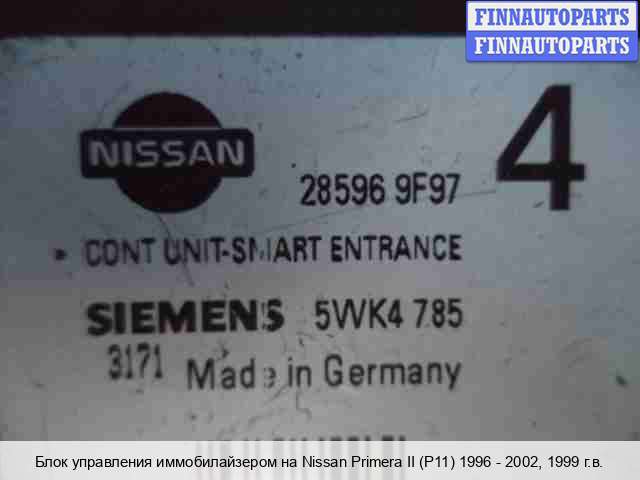 FINNAUTOPARTS
FINNAUTOPARTS
NISSAN
4
28596 9F97
CONT UNIT-SMART ENTRANCE
SIEMENS 5WK4 785
3171 Made in Germany
Блок управления иммобилайзером на Nissan Primera II (P11) 1996 - 2002, 1999 г.в.